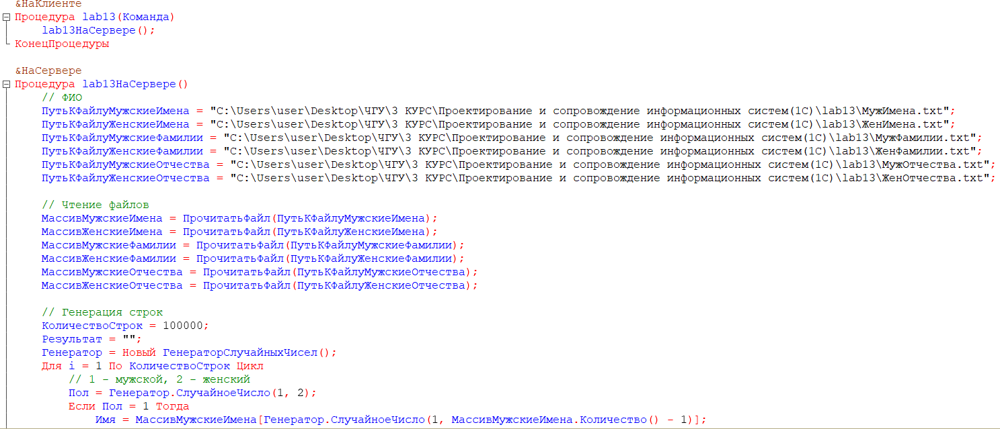 &НаКлиенте
Процедура lab13(Команда)
    lab13НаСервере();
КонецПроцедуры

&НаСервере
Процедура lab13НаСервере()
    // ФИО
    ПутьКФайлуМужскиеИмена = "C:\Users\user\Desktop\ЧГУ\3 КУРС\Проектирование и сопровождение информационных систем(1С)\lab13\МужИмена.txt";
    ПутьКФайлуЖенскиеИмена = "C:\Users\user\Desktop\ЧГУ\3 КУРС\Проектирование и сопровождение информационных систем(1С)\lab13\ЖенИмена.txt";
    ПутьКФайлуМужскиеФамилии = "C:\Users\user\Desktop\ЧГУ\3 КУРС\Проектирование и сопровождение информационных систем(1С)\lab13\МужФамилии.txt";
    ПутьКФайлуЖенскиеФамилии = "C:\Users\user\Desktop\ЧГУ\3 КУРС\Проектирование и сопровождение информационных систем(1С)\lab13\ЖенФамилии.txt";
    ПутьКФайлуМужскиеОтчества = "C:\Users\user\Desktop\ЧГУ\3 КУРС\Проектирование и сопровождение информационных систем(1С)\lab13\МужОтчества.txt";
    ПутьКФайлуЖенскиеОтчества = "C:\Users\user\Desktop\ЧГУ\3 КУРС\Проектирование и сопровождение информационных систем(1С)\lab13\ЖенОтчества.txt";

    // Чтение файлов
    МассивМужскиеИмена = ПрочитатьФайл(ПутьКФайлуМужскиеИмена);
    МассивЖенскиеИмена = ПрочитатьФайл(ПутьКФайлуЖенскиеИмена);
    МассивМужскиеФамилии = ПрочитатьФайл(ПутьКФайлуМужскиеФамилии);
    МассивЖенскиеФамилии = ПрочитатьФайл(ПутьКФайлуЖенскиеФамилии);
    МассивМужскиеОтчества = ПрочитатьФайл(ПутьКФайлуМужскиеОтчества);
    МассивЖенскиеОтчества = ПрочитатьФайл(ПутьКФайлуЖенскиеОтчества);

    // Генерация строк
    КоличествоСтрок = 100000;
    Результат = "";
    Генератор = Новый ГенераторСлучайныхЧисел();
    Для i = 1 По КоличествоСтрок Цикл
        // 1 - мужской, 2 - женский
        Пол = Генератор.СлучайноеЧисло(1, 2);
        Если Пол = 1 Тогда
            Имя = МассивМужскиеИмена[Генератор.СлучайноеЧисло(1, МассивМужскиеИмена.Количество() - 1)];